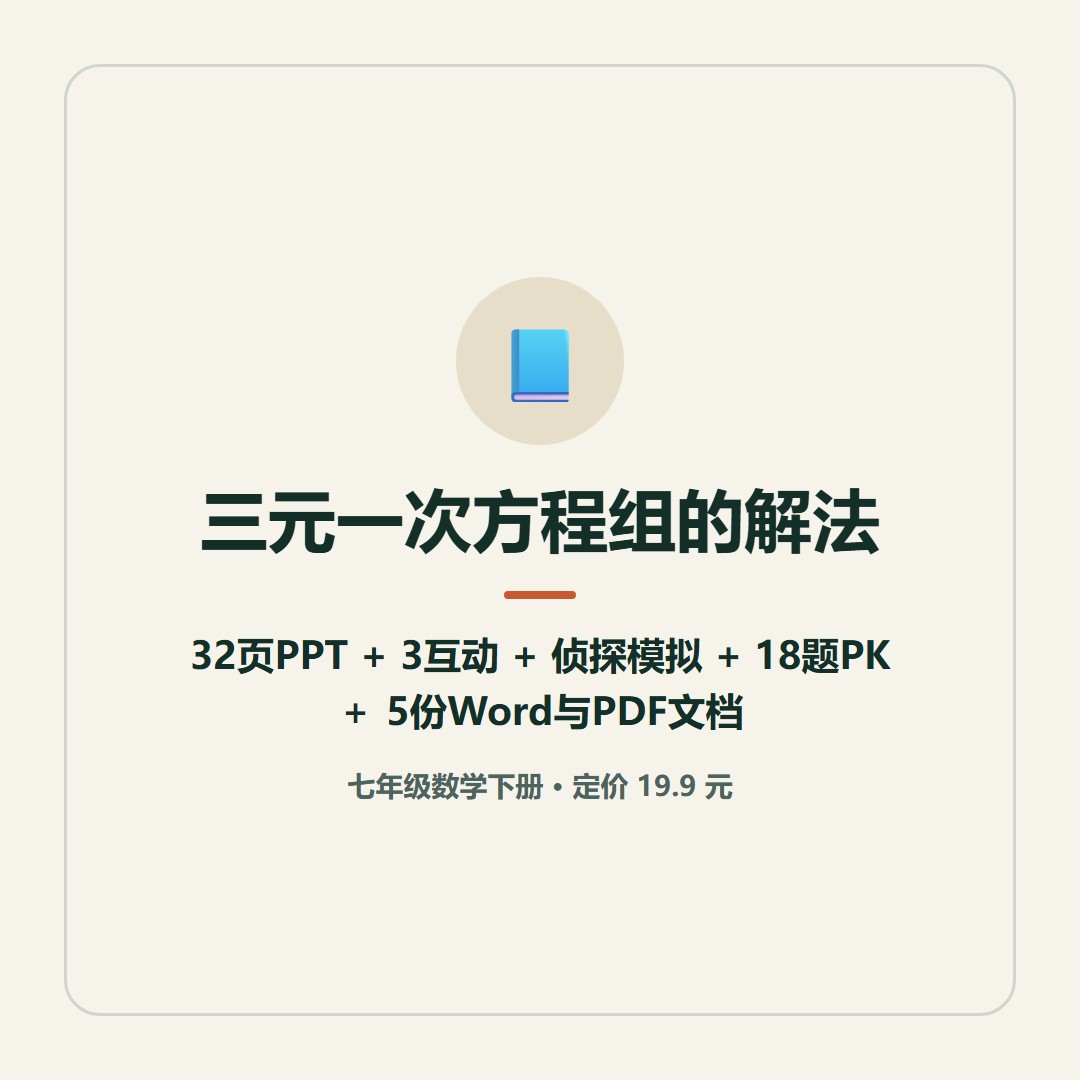 三元一次方程组的解法
32页PPT + 3互动 + 侦探模拟 + 18题PK
+ 5份Word与PDF文档
七年级数学下册 • 定价 19.9 元